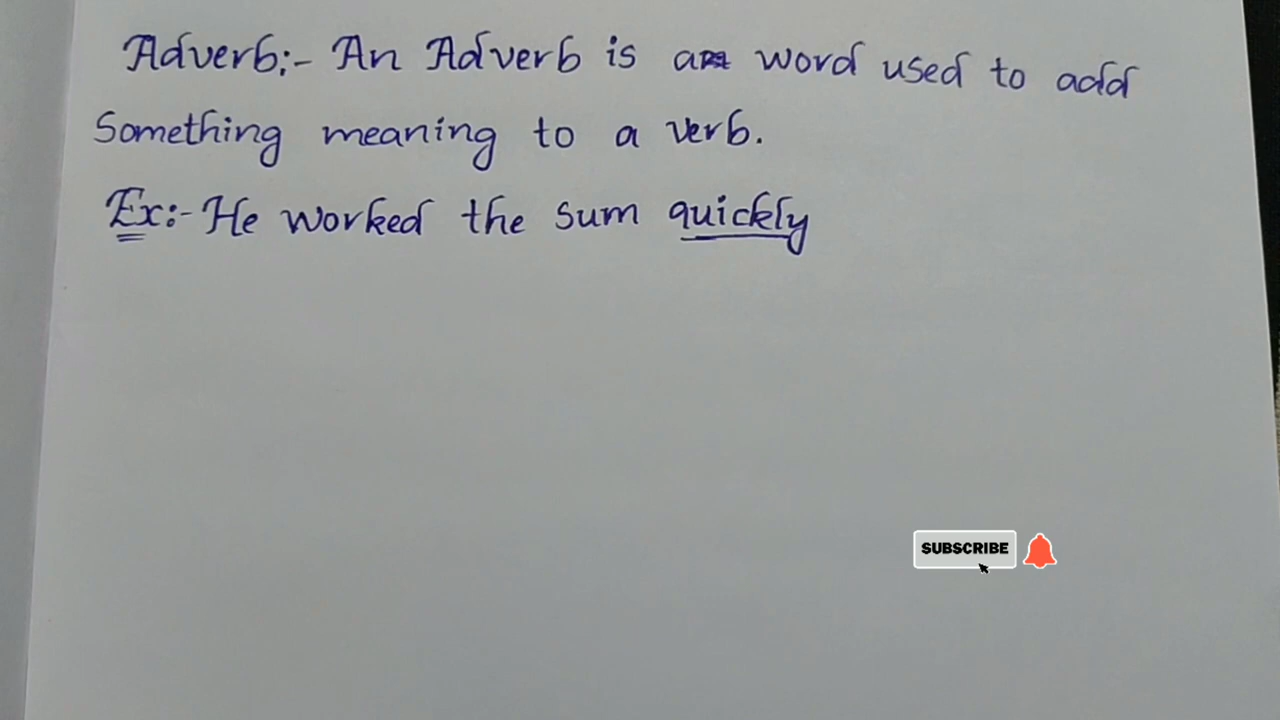 Adverb:- An Adverb is a word used to add
Something meaning to a verb.
Ex:- He worked the sum quickly
SUBSCRIBE